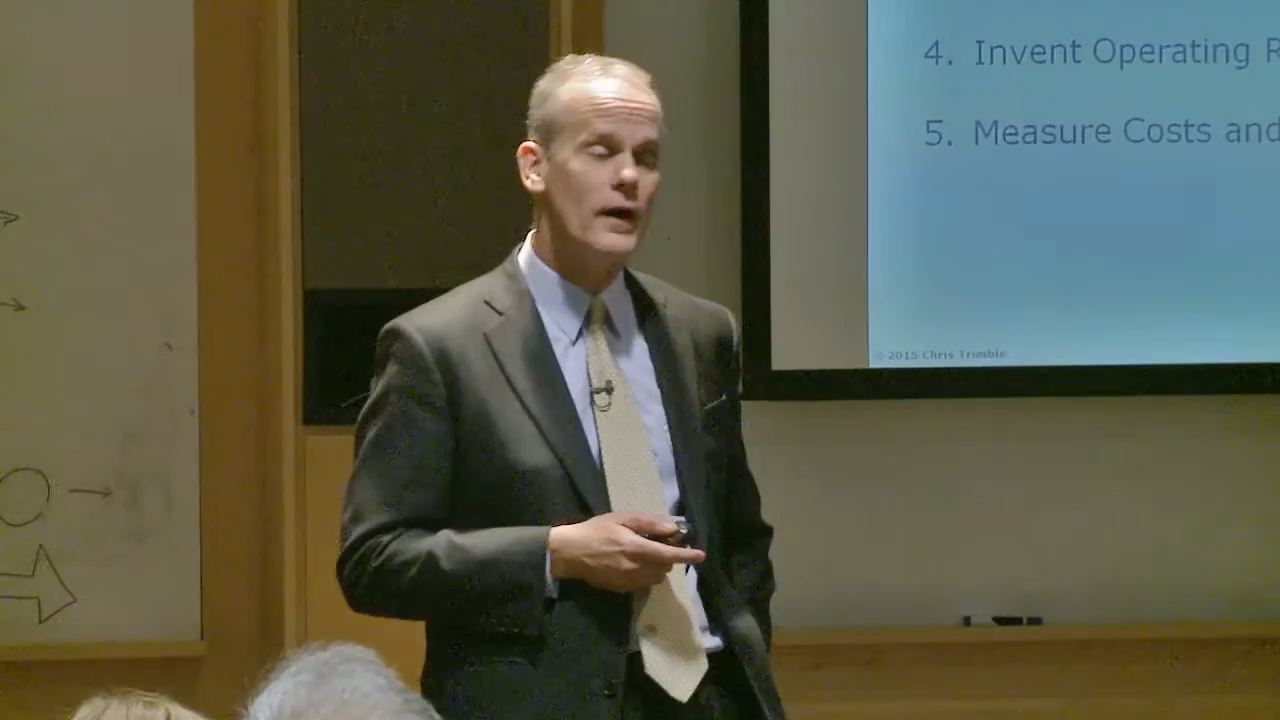 4. Invent Operating
5. Measure Costs and
© 2015 Chris Trimble